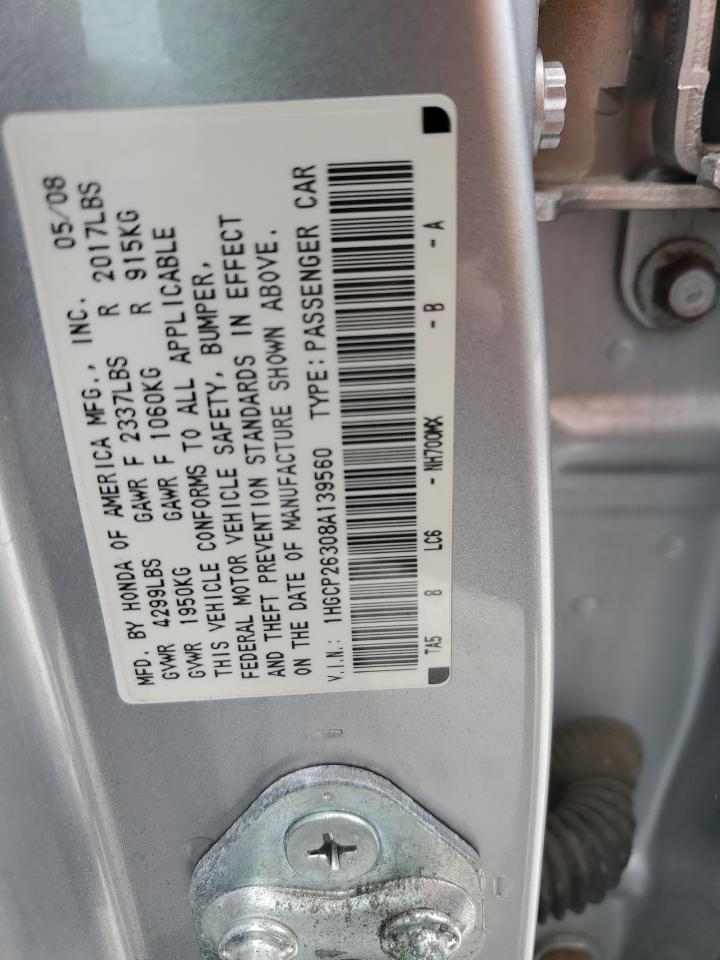 MFD. BY HONDA OF AMERICA MFG., INC. 05/08
GVWR 4299LBS GAWR F 2337LBS R 2017LBS
GVWR 1950KG GAWR F 1060KG R 915KG
THIS VEHICLE CONFORMS TO ALL APPLICABLE
FEDERAL MOTOR VEHICLE SAFETY, BUMPER,
AND THEFT PREVENTION STANDARDS IN EFFECT
ON THE DATE OF MANUFACTURE SHOWN ABOVE.
V.I.N.: 1HGCP26308A139560 TYPE: PASSENGER CAR
TA5 8 LC6 - NH700MX - B - A